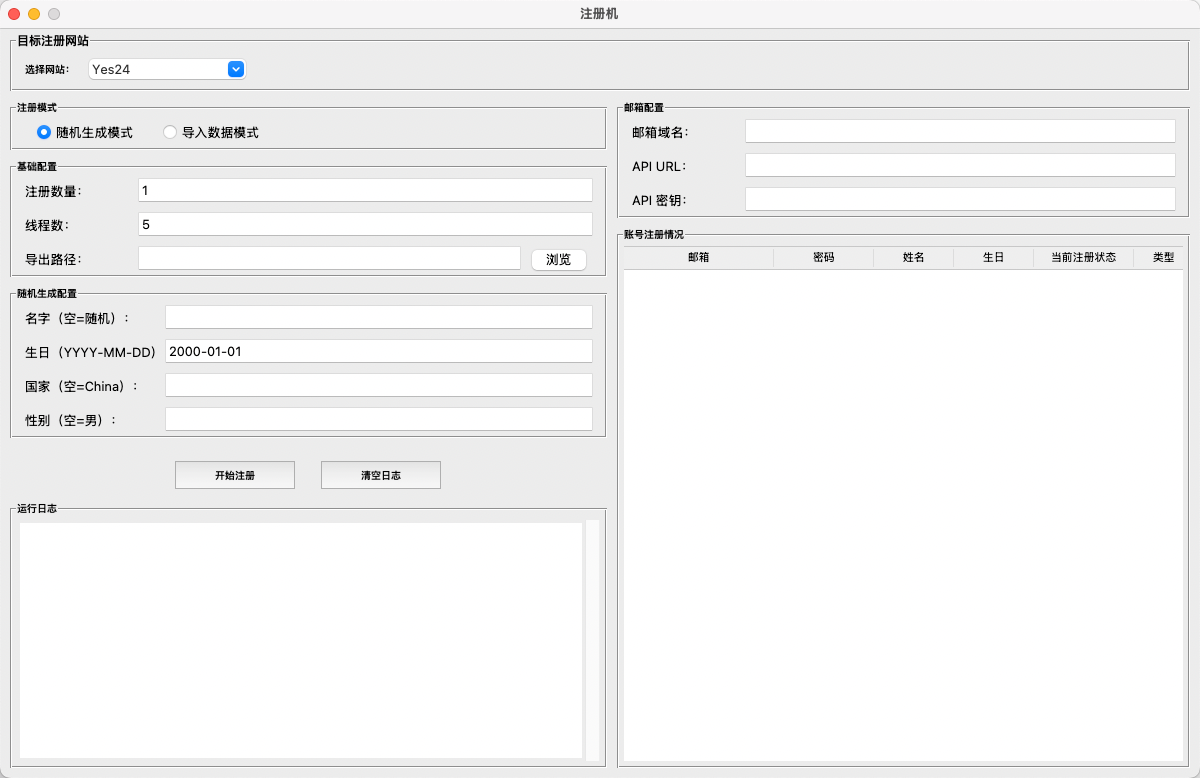 注册机
目标注册网站
选择网站:
Yes24
注册模式
随机生成模式
导入数据模式
基础配置
注册数量:
1
线程数:
5
导出路径:
浏览
随机生成配置
名字（空=随机）:
生日（YYYY-MM-DD）
2000-01-01
国家（空=China）:
性别（空=男）:
开始注册
清空日志
运行日志
邮箱配置
邮箱域名:
API URL:
API 密钥:
账号注册情况
邮箱 密码 姓名 生日 当前注册状态 类型